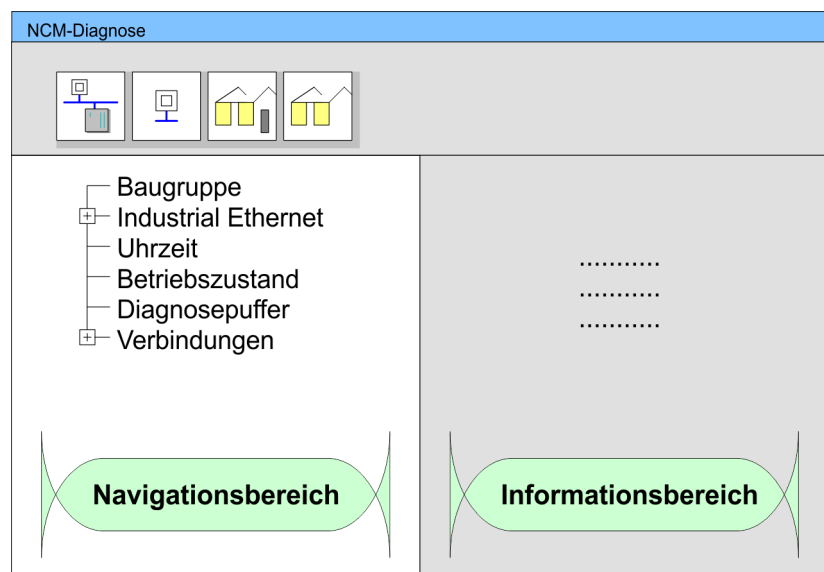 NCM-Diagnose
Baugruppe
Industrial Ethernet
Uhrzeit
Betriebszustand
Diagnosepuffer
Verbindungen
...........
...........
...........
Navigationsbereich
Informationsbereich